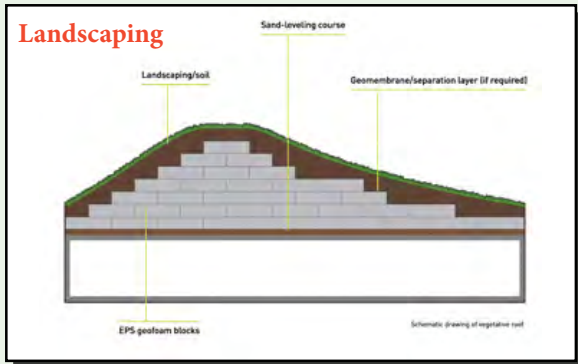 Landscaping
Sand-leveling course
Landscaping/soil
Geomembrane/separation layer (if required)
EPS geofoam blocks
Schematic drawing of vegetative roof